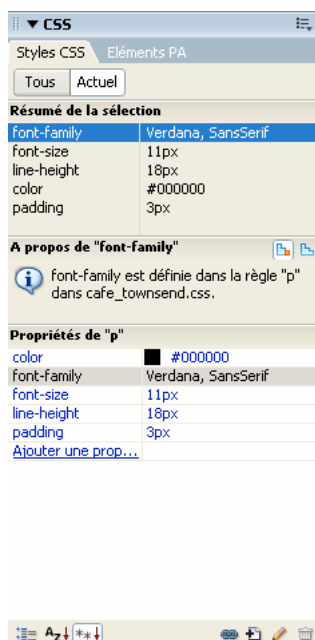 CSS
Styles CSS Eléments PA
Tous Actuel
Résumé de la sélection
font-family Verdana, SansSerif
font-size 11px
line-height 18px
color #000000
padding 3px
A propos de "font-family"
font-family est définie dans la règle "p"
dans cafe_townsend.css.
Propriétés de "p"
color #000000
font-family Verdana, SansSerif
font-size 11px
line-height 18px
padding 3px
Ajouter une prop...